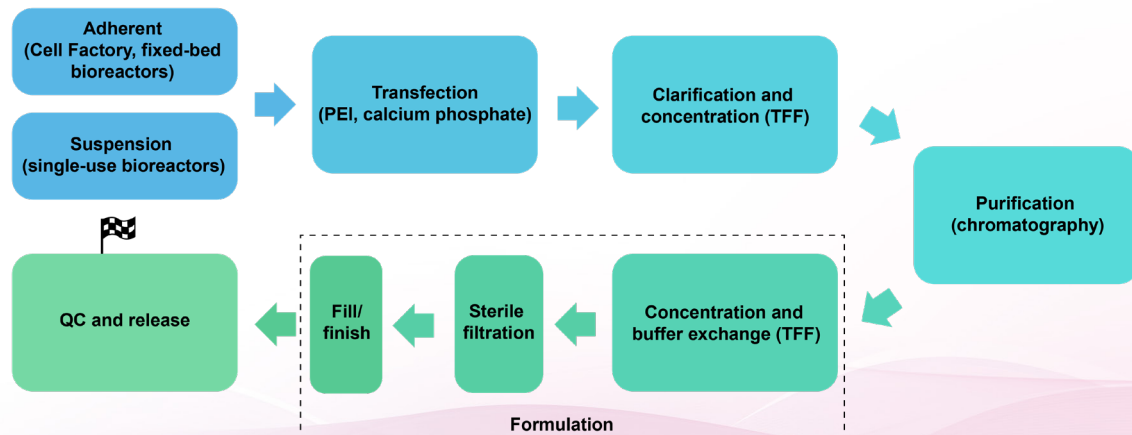 Adherent
(Cell Factory, fixed-bed
bioreactors)
Suspension
(single-use bioreactors)
Transfection
(PEI, calcium phosphate)
Clarification and
concentration (TFF)
Purification
(chromatography)
Concentration and
buffer exchange (TFF)
Sterile
filtration
Fill/
finish
Formulation
QC and release